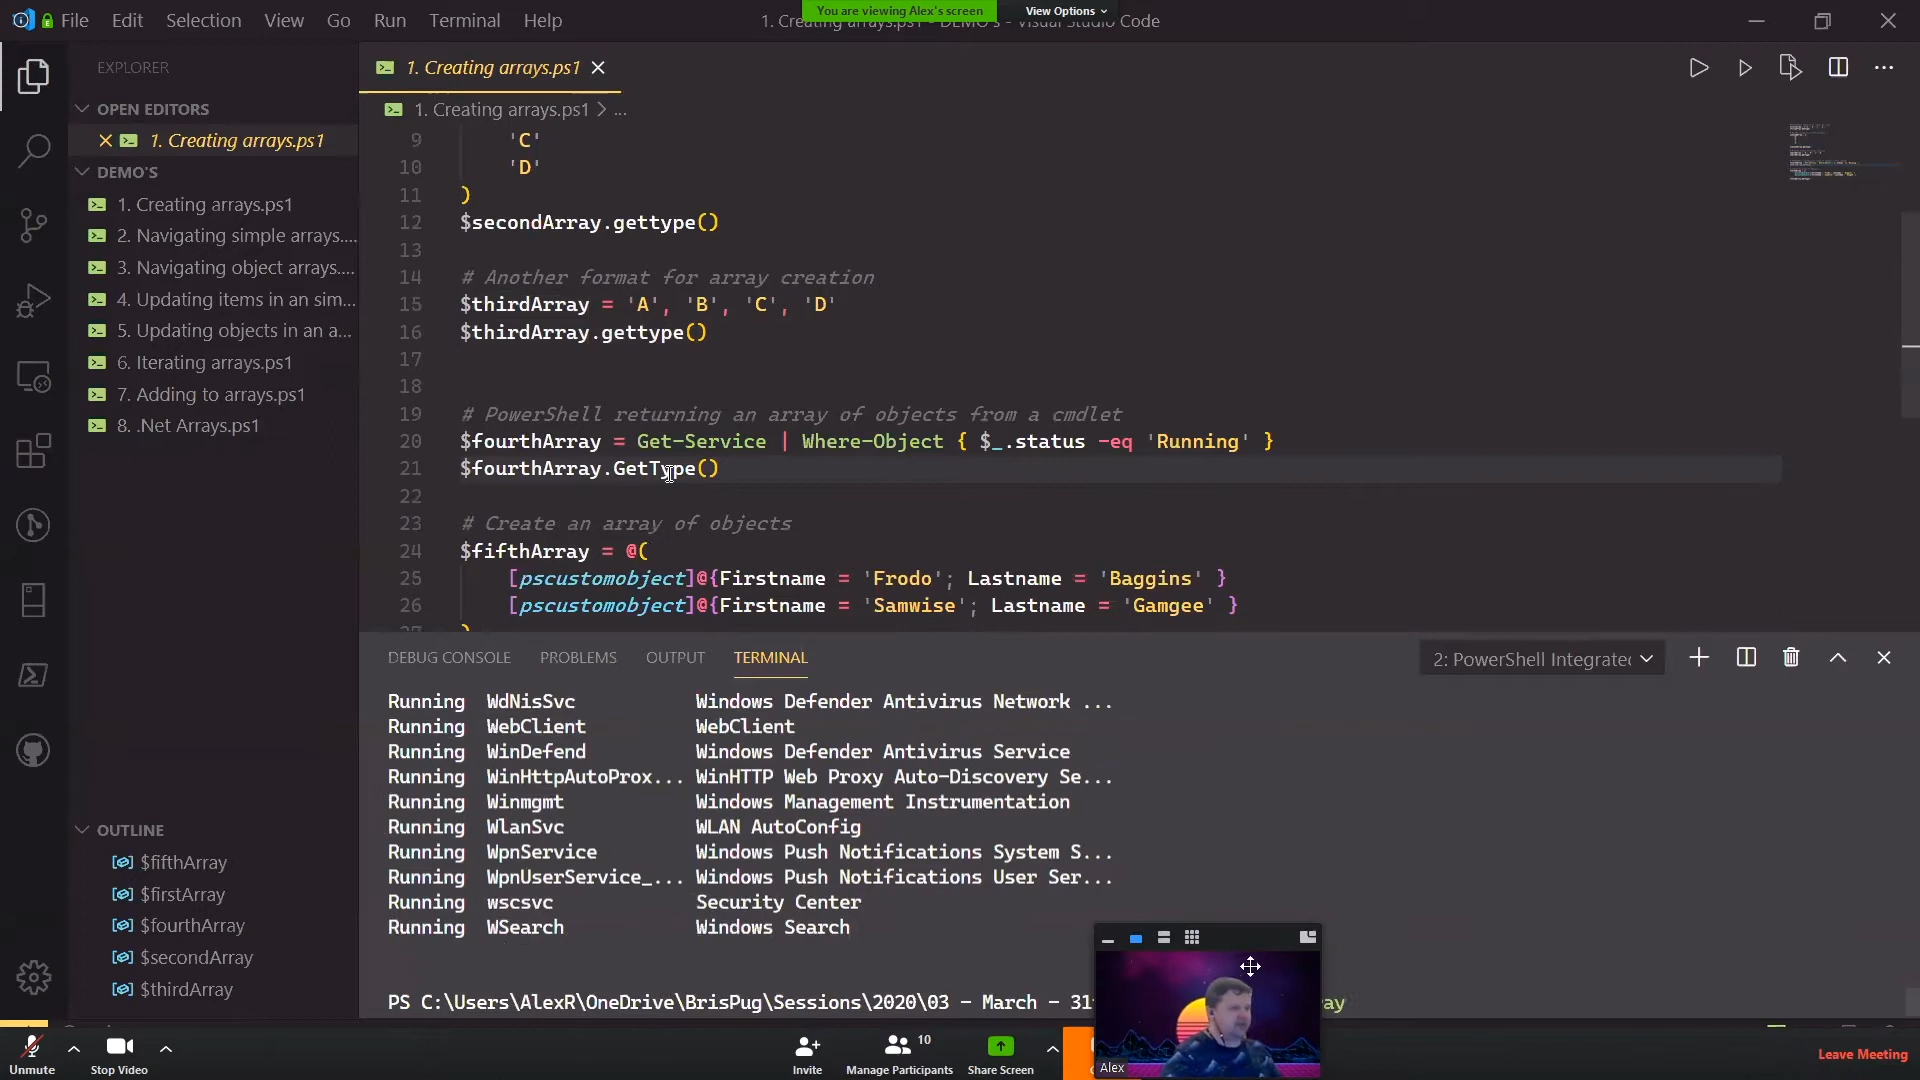 File Edit Selection View Go Run Terminal Help
You are viewing Alex's screen
View Options
1. Creating arrays.ps1 - DEMO's - Visual Studio Code
EXPLORER
OPEN EDITORS
1. Creating arrays.ps1
DEMO'S
1. Creating arrays.ps1
2. Navigating simple arrays....
3. Navigating object arrays....
4. Updating items in an sim...
5. Updating objects in an a...
6. Iterating arrays.ps1
7. Adding to arrays.ps1
8. .Net Arrays.ps1
OUTLINE
$fifthArray
$firstArray
$fourthArray
$secondArray
$thirdArray
1. Creating arrays.ps1
1. Creating arrays.ps1 > ...
9 'C'
10 'D'
11 )
12 $secondArray.gettype()
13
14 # Another format for array creation
15 $thirdArray = 'A', 'B', 'C', 'D'
16 $thirdArray.gettype()
17
18
19 # PowerShell returning an array of objects from a cmdlet
20 $fourthArray = Get-Service | Where-Object { $_.status -eq 'Running' }
21 $fourthArray.GetType()
22
23 # Create an array of objects
24 $fifthArray = @(
25 [pscustomobject]@{Firstname = 'Frodo'; Lastname = 'Baggins' }
26 [pscustomobject]@{Firstname = 'Samwise'; Lastname = 'Gamgee' }
27 )
DEBUG CONSOLE PROBLEMS OUTPUT TERMINAL
2: PowerShell Integrated
Running WdNisSvc Windows Defender Antivirus Network ...
Running WebClient WebClient
Running WinDefend Windows Defender Antivirus Service
Running WinHttpAutoProx... WinHTTP Web Proxy Auto-Discovery Se...
Running Winmgmt Windows Management Instrumentation
Running WlanSvc WLAN AutoConfig
Running WpnService Windows Push Notifications System S...
Running WpnUserService_... Windows Push Notifications User Ser...
Running wscsvc Security Center
Running WSearch Windows Search
PS C:\Users\AlexR\OneDrive\BrisPug\Sessions\2020\03 - March - 31
ay
Alex
Unmute
Stop Video
Invite
10
Manage Participants
Share Screen
Leave Meeting